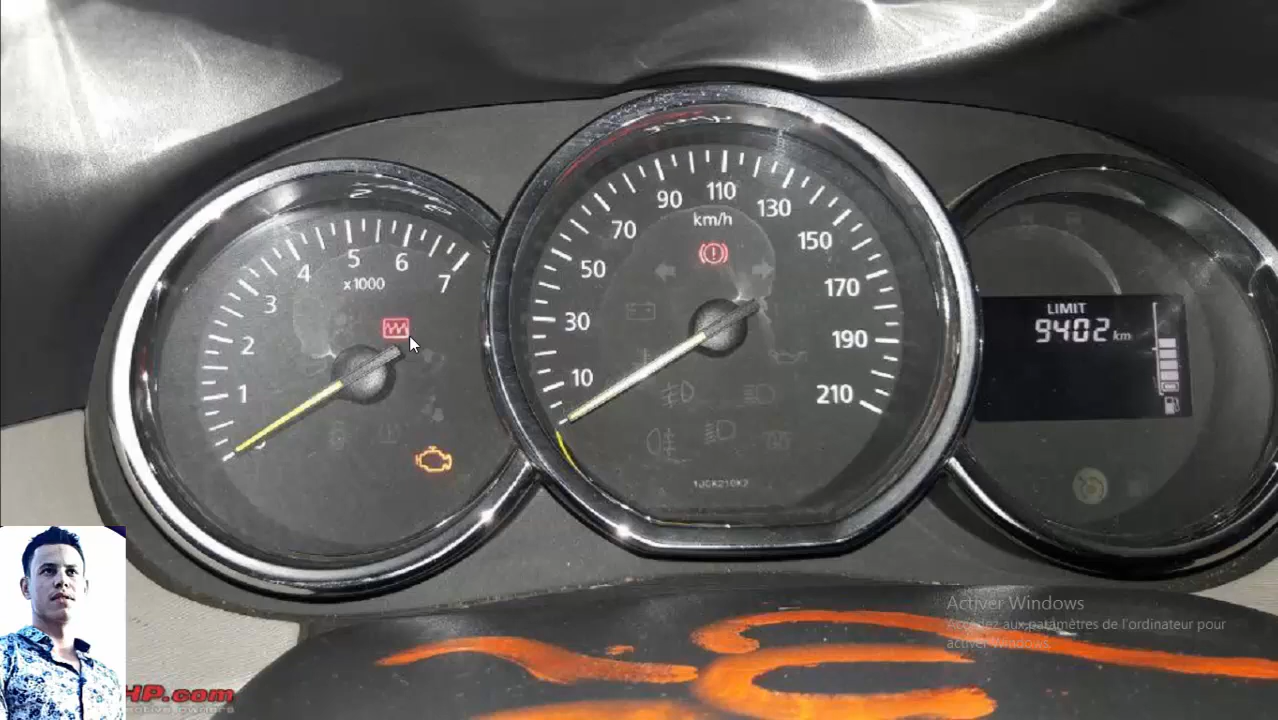 110
90
130
70
km/h
150
5
6
4
50
7
x1000
170
3
LIMIT
30
9402 km
2
190
10
1
210
Activer Windows
Accédez aux paramètres de l'ordinateur pour
activer Windows.
HP.com